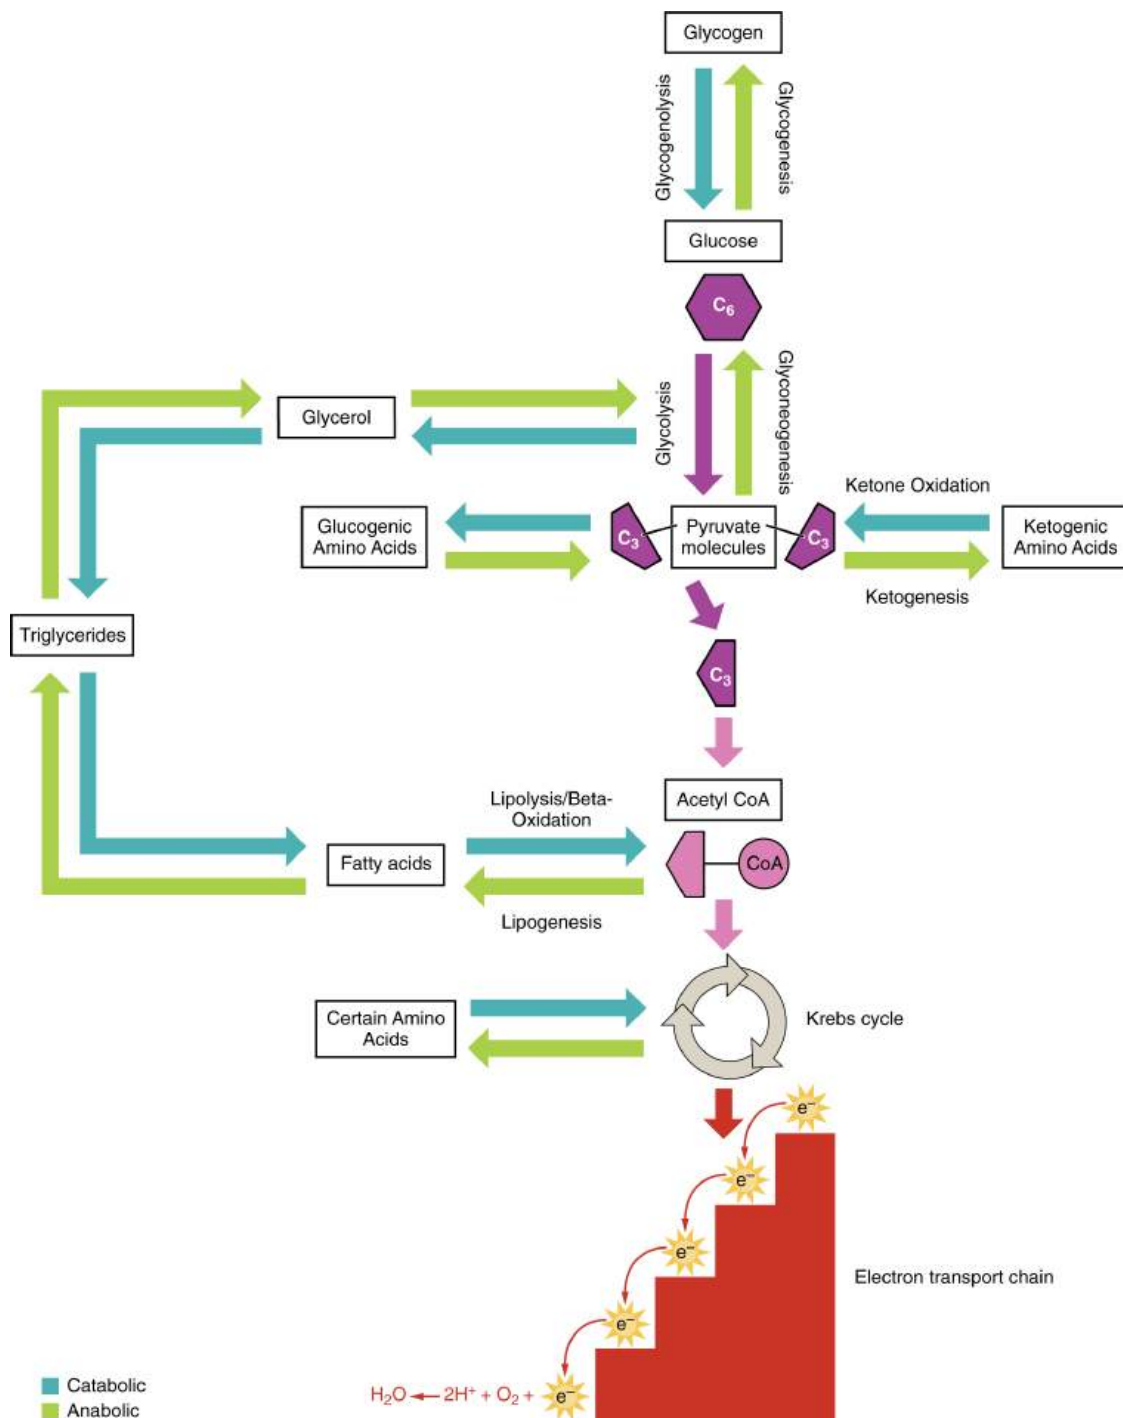 Glycogen
Glycogenolysis
Glycogenesis
Glucose
C₆
Glycolysis
Glyconeogenesis
Glycerol
Ketone Oxidation
Glucogenic
Amino Acids
C₃
Pyruvate
molecules
C₃
Ketogenic
Amino Acids
Ketogenesis
Triglycerides
C₃
Acetyl CoA
Lipolysis/Beta-
Oxidation
Fatty acids
CoA
Lipogenesis
Certain Amino
Acids
Krebs cycle
e⁻
e⁻
e⁻
Electron transport chain
e⁻
Catabolic
Anabolic
H₂O ← 2H⁺ + O₂ + e⁻